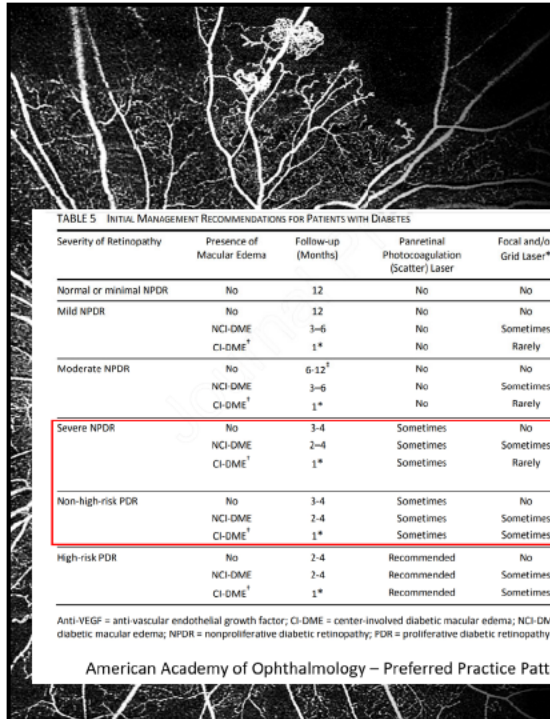 TABLE 5 INITIAL MANAGEMENT RECOMMENDATIONS FOR PATIENTS WITH DIABETES
Severity of Retinopathy Presence of Macular Edema Follow-up (Months) Panretinal Photocoagulation (Scatter) Laser Focal and/o Grid Laser*
Normal or minimal NPDR No 12 No No
Mild NPDR No 12 No No
NCI-DME 3–6 No Sometimes
CI-DME† 1* No Rarely
Moderate NPDR No 6-12‡ No No
NCI-DME 3–6 No Sometimes
CI-DME† 1* No Rarely
Severe NPDR No 3-4 Sometimes No
NCI-DME 2–4 Sometimes Sometimes
CI-DME† 1* Sometimes Rarely
Non-high-risk PDR No 3-4 Sometimes No
NCI-DME 2-4 Sometimes Sometimes
CI-DME† 1* Sometimes Sometimes
High-risk PDR No 2-4 Recommended No
NCI-DME 2-4 Recommended Sometimes
CI-DME† 1* Recommended Sometimes
Anti-VEGF = anti-vascular endothelial growth factor; CI-DME = center-involved diabetic macular edema; NCI-DM
diabetic macular edema; NPDR = nonproliferative diabetic retinopathy; PDR = proliferative diabetic retinopathy
American Academy of Ophthalmology – Preferred Practice Patt